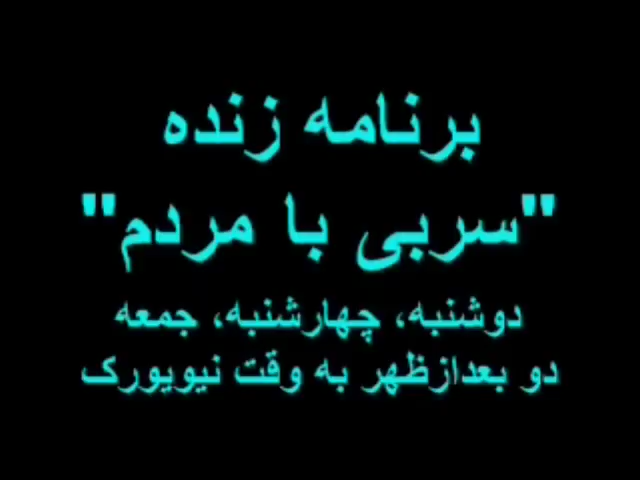 برنامه زنده
"سربی با مردم"
دوشنبه، چهارشنبه، جمعه
دو بعدازظهر به وقت نیویورک